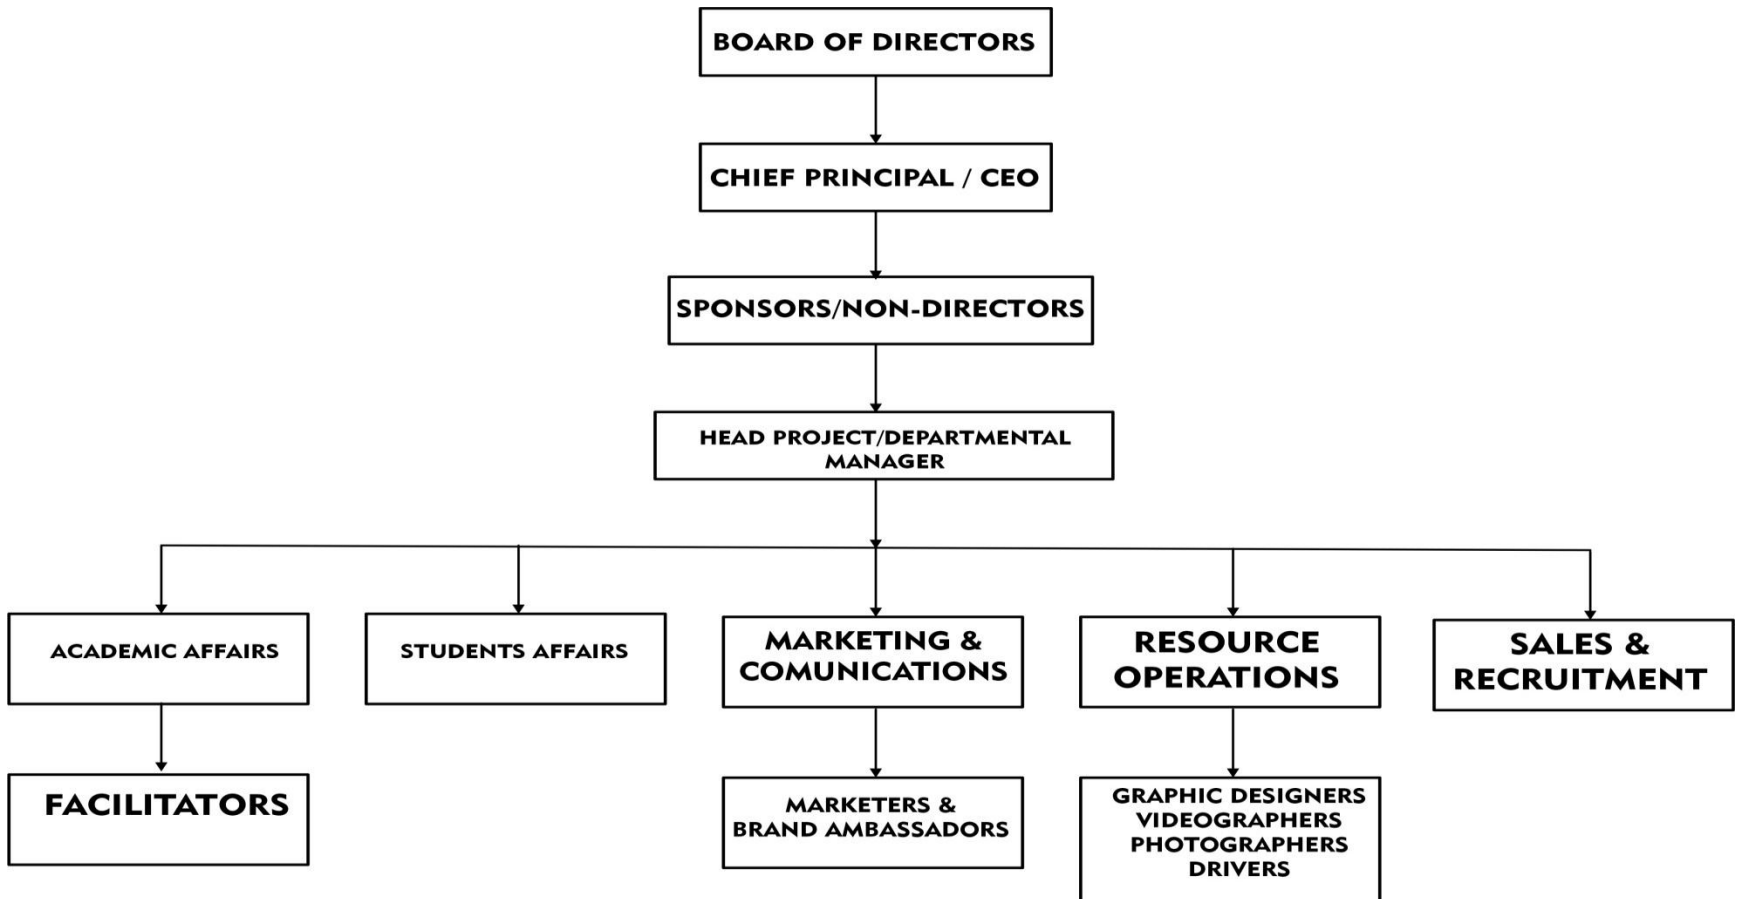 BOARD OF DIRECTORS
CHIEF PRINCIPAL / CEO
SPONSORS/NON-DIRECTORS
HEAD PROJECT/DEPARTMENTAL
MANAGER
ACADEMIC AFFAIRS
STUDENTS AFFAIRS
MARKETING &
COMUNICATIONS
RESOURCE
OPERATIONS
SALES &
RECRUITMENT
FACILITATORS
MARKETERS &
BRAND AMBASSADORS
GRAPHIC DESIGNERS
VIDEOGRAPHERS
PHOTOGRAPHERS
DRIVERS